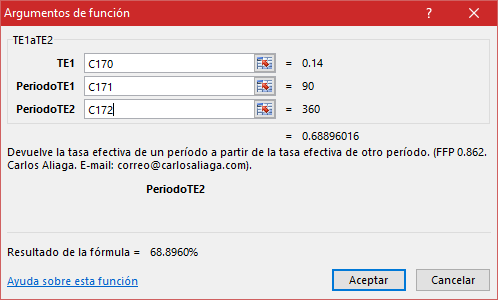 Argumentos de función
? ×
TE1aTE2
TE1 C170 = 0.14
PeriodoTE1 C171 = 90
PeriodoTE2 C172 = 360
= 0.68896016
Devuelve la tasa efectiva de un período a partir de la tasa efectiva de otro período. (FFP 0.862.
Carlos Aliaga. E-mail: correo@carlosaliaga.com).
PeriodoTE2
Resultado de la fórmula = 68.8960%
Ayuda sobre esta función
Aceptar
Cancelar